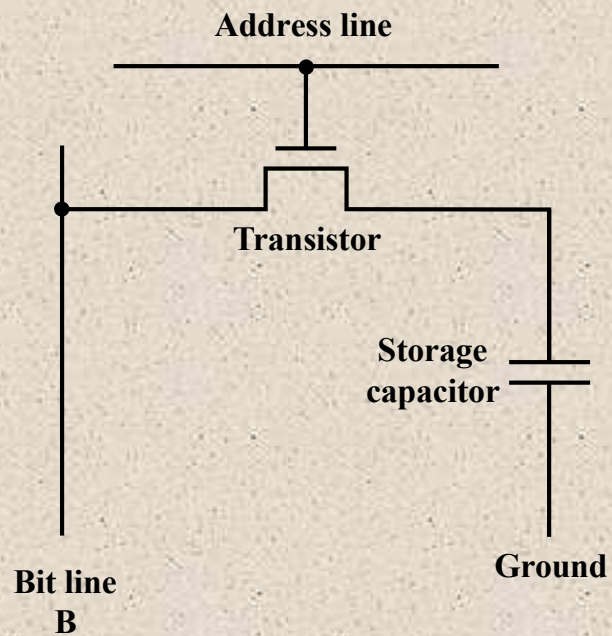 Address line
Transistor
Storage
capacitor
Ground
Bit line
B